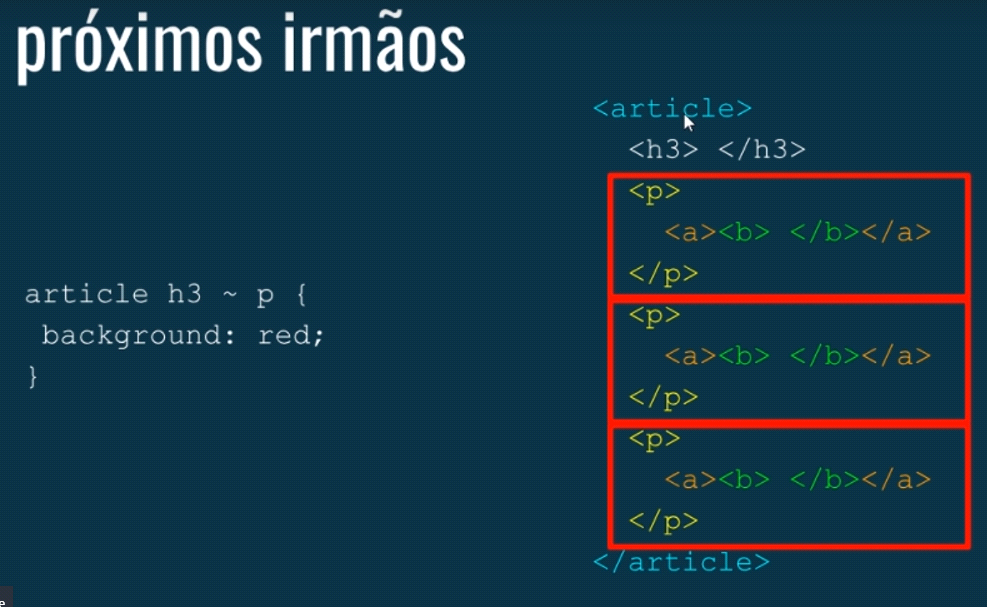 próximos irmãos
article h3 ~ p {
background: red;
}
<article>
<h3> </h3>
<p>
<a><b> </b></a>
</p>
<p>
<a><b> </b></a>
</p>
<p>
<a><b> </b></a>
</p>
</article>
e